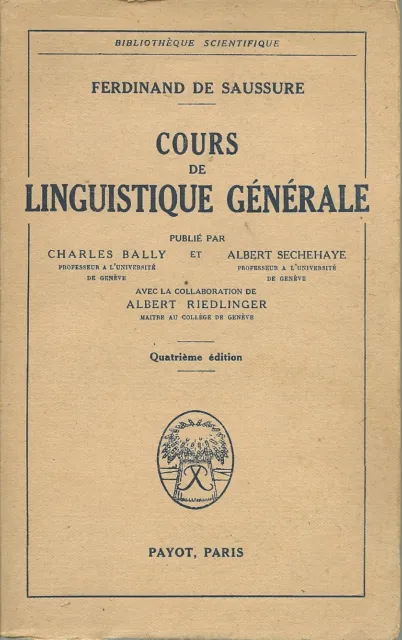 BIBLIOTHÈQUE SCIENTIFIQUE
FERDINAND DE SAUSSURE
COURS
DE
LINGUISTIQUE GÉNÉRALE
PUBLIÉ PAR
CHARLES BALLY ET ALBERT SECHEHAYE
PROFESSEUR A L'UNIVERSITÉ PROFESSEUR A L'UNIVERSITÉ
DE GENÈVE DE GENÈVE
AVEC LA COLLABORATION DE
ALBERT RIEDLINGER
MAITRE AU COLLÈGE DE GENÈVE
Quatrième édition
PAYOT, PARIS